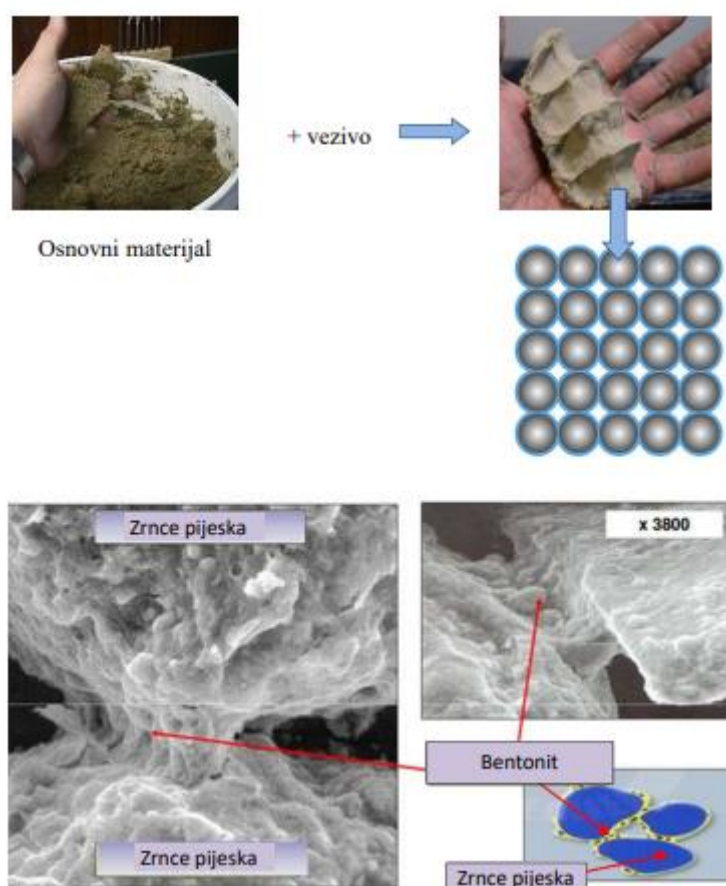 + vezivo
Osnovni materijal
Zrnce pijeska
x 3800
Bentonit
Zrnce pijeska
Zrnce pijeska